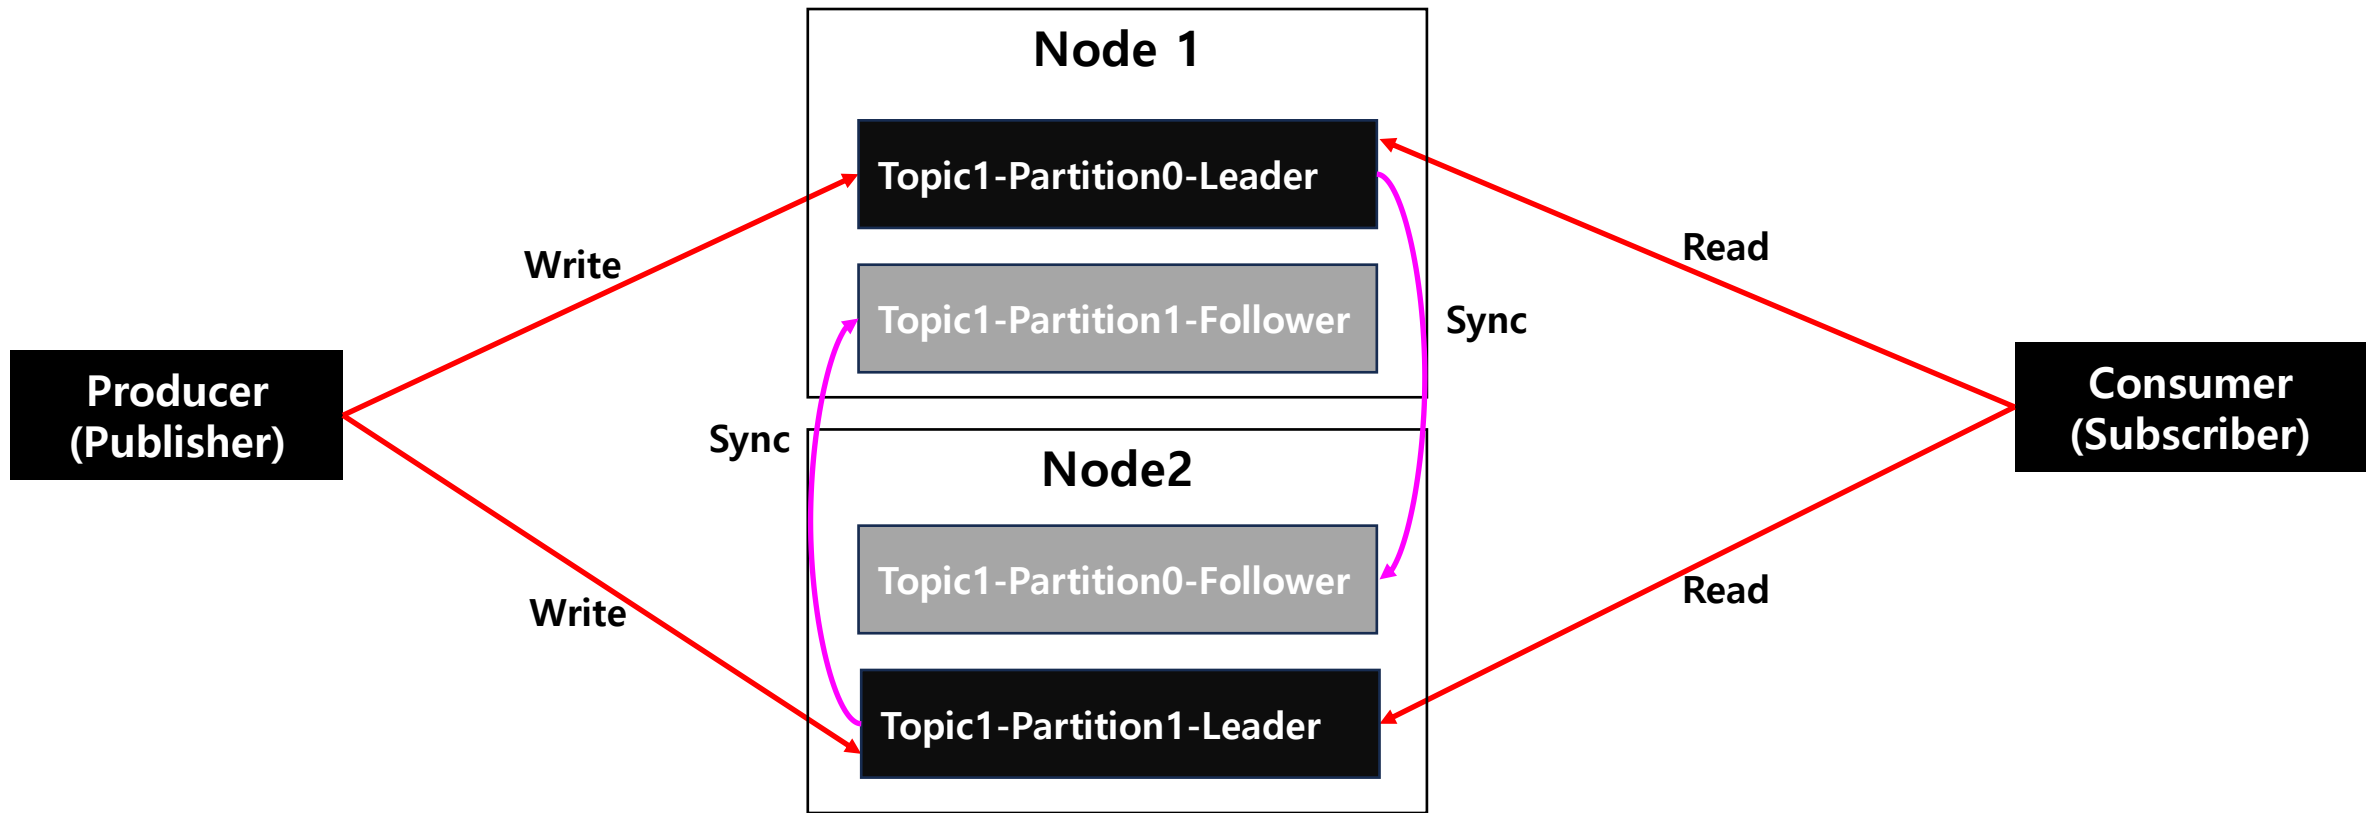 Node 1
Topic1-Partition0-Leader
Write
Read
Topic1-Partition1-Follower
Sync
Producer
(Publisher)
Consumer
(Subscriber)
Sync
Node2
Topic1-Partition0-Follower
Write
Read
Topic1-Partition1-Leader